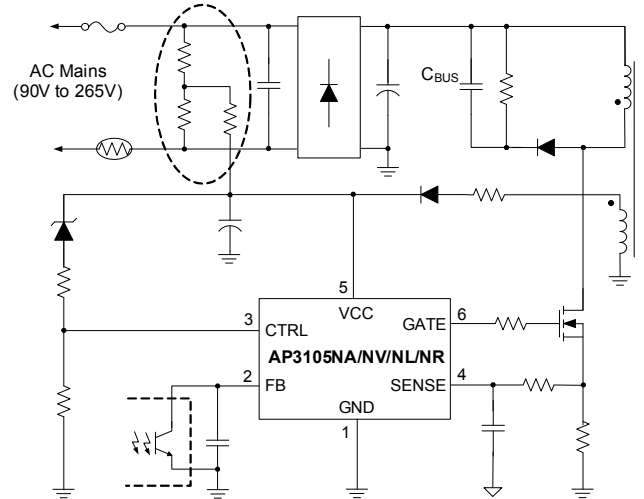 AC Mains
(90V to 265V)
CBUS
5
VCC
3
CTRL
GATE
6
AP3105NA/NV/NL/NR
2
FB
SENSE
4
GND
1